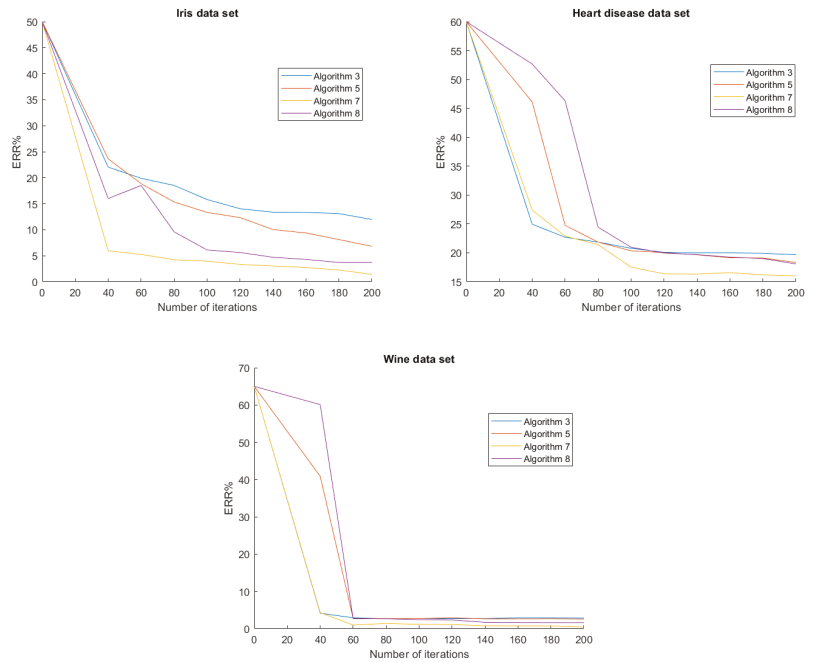 Iris data set
50
45
40
35
30
25
20
15
10
5
0
ERR%
0 20 40 60 80 100 120 140 160 180 200
Number of iterations
Algorithm 3
Algorithm 5
Algorithm 7
Algorithm 8
Heart disease data set
60
55
50
45
40
35
30
25
20
15
ERR%
0 20 40 60 80 100 120 140 160 180 200
Number of iterations
Algorithm 3
Algorithm 5
Algorithm 7
Algorithm 8
Wine data set
70
60
50
40
30
20
10
0
ERR%
0 20 40 60 80 100 120 140 160 180 200
Number of iterations
Algorithm 3
Algorithm 5
Algorithm 7
Algorithm 8